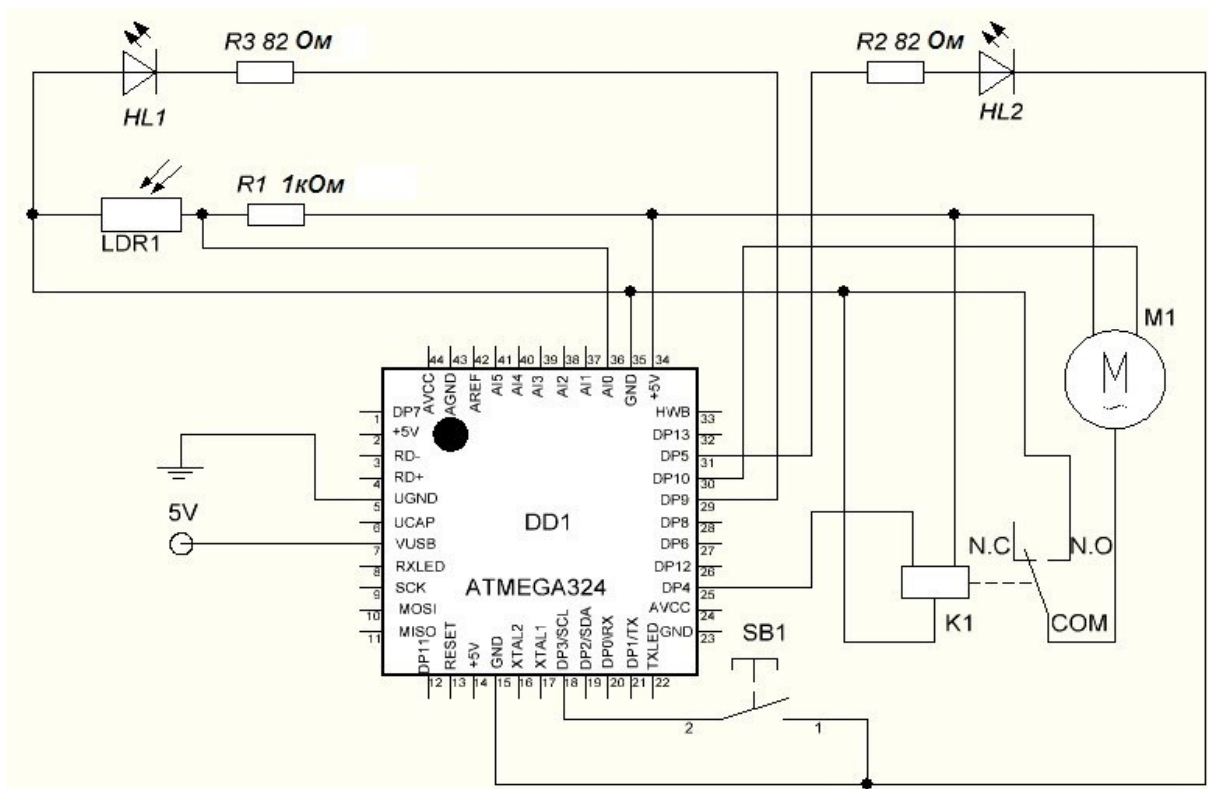 R3 82 Ом
R2 82 Ом
HL1
HL2
R1 1кОм
LDR1
M1
M
44 43 42 41 40 39 38 37 36 35 34
AVCC AGND AREF AI5 AI4 AI3 AI2 AI1 AI0 GND +5V
1 DP7
2 +5V
3 RD-
4 RD+
5 UGND
6 UCAP
7 VUSB
8 RXLED
9 SCK
10 MOSI
11 MISO
5V
DD1
ATMEGA324
HWB 33
DP13 32
DP5 31
DP10 30
DP9 29
DP8 28
DP6 27
DP12 26
DP4 25
AVCC 24
GND 23
N.C
N.O
K1
COM
SB1
DP11 RESET +5V GND XTAL2 XTAL1 DP3/SCL DP2/SDA DP0\RX DP1/TX TXLED
12 13 14 15 16 17 18 19 20 21 22
2
1